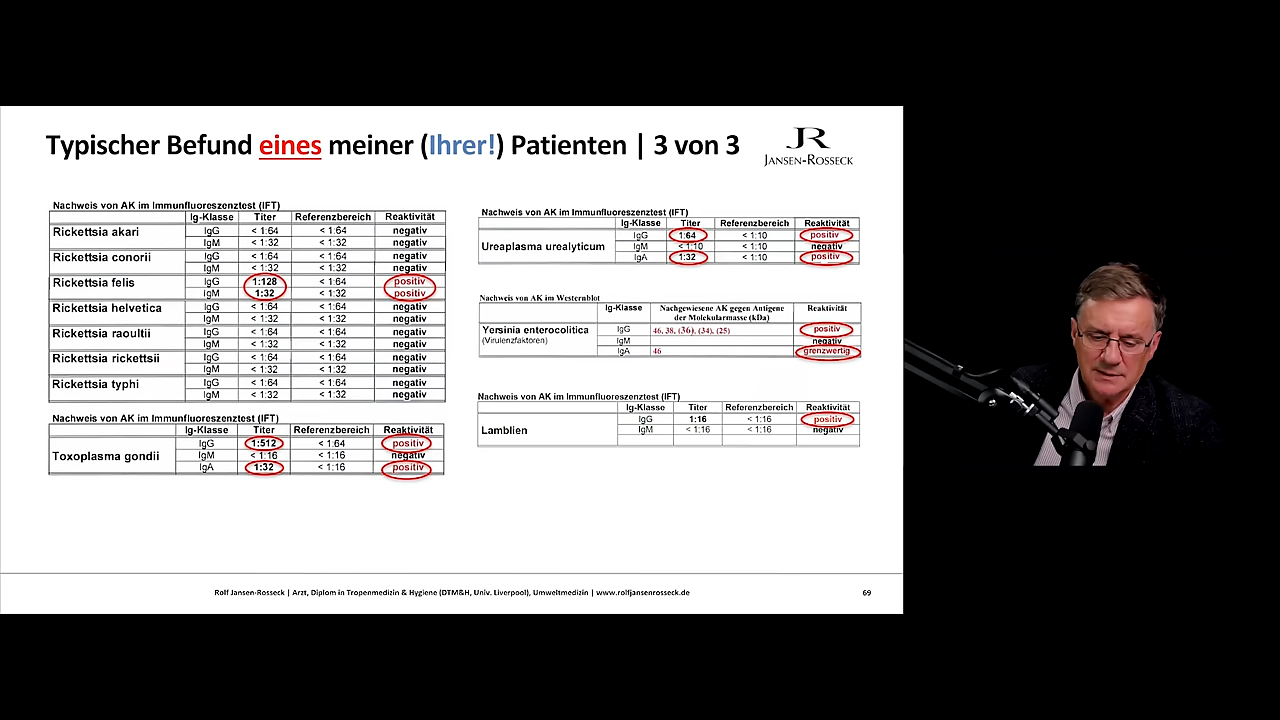 Typischer Befund eines meiner (Ihrer!) Patienten | 3 von 3
JR
JANSEN-ROSSECK
Nachweis von AK im Immunfluoreszenztest (IFT)
Ig-Klasse Titer Referenzbereich Reaktivität
Rickettsia akari IgG < 1:64 < 1:64 negativ
IgM < 1:32 < 1:32 negativ
Rickettsia conorii IgG < 1:64 < 1:64 negativ
IgM < 1:32 < 1:32 negativ
Rickettsia felis IgG 1:128 < 1:64 positiv
IgM 1:32 < 1:32 positiv
Rickettsia helvetica IgG < 1:64 < 1:64 negativ
IgM < 1:32 < 1:32 negativ
Rickettsia raoultii IgG < 1:64 < 1:64 negativ
IgM < 1:32 < 1:32 negativ
Rickettsia rickettsii IgG < 1:64 < 1:64 negativ
IgM < 1:32 < 1:32 negativ
Rickettsia typhi IgG < 1:64 < 1:64 negativ
IgM < 1:32 < 1:32 negativ
Nachweis von AK im Immunfluoreszenztest (IFT)
Ig-Klasse Titer Referenzbereich Reaktivität
Toxoplasma gondii IgG 1:512 < 1:64 positiv
IgM < 1:16 < 1:16 negativ
IgA 1:32 < 1:16 positiv
Nachweis von AK im Immunfluoreszenztest (IFT)
Ig-Klasse Titer Referenzbereich Reaktivität
Ureaplasma urealyticum IgG 1:64 < 1:10 positiv
IgM < 1:10 < 1:10 negativ
IgA 1:32 < 1:10 positiv
Nachweis von AK im Westernblot
Ig-Klasse Nachgewiesene AK gegen Antigene der Molekularmasse (kDa) Reaktivität
Yersinia enterocolitica IgG 46, 38, (36), (34), (25) positiv
(Virulenzfaktoren) IgM negativ
IgA 46 grenzwertig
Nachweis von AK im Immunfluoreszenztest (IFT)
Ig-Klasse Titer Referenzbereich Reaktivität
Lamblien IgG 1:16 < 1:16 positiv
IgM < 1:16 < 1:16 negativ
Rolf Jansen-Rosseck | Arzt, Diplom in Tropenmedizin & Hygiene (DTM&H, Univ. Liverpool), Umweltmedizin | www.rolfjansenrosseck.de
69